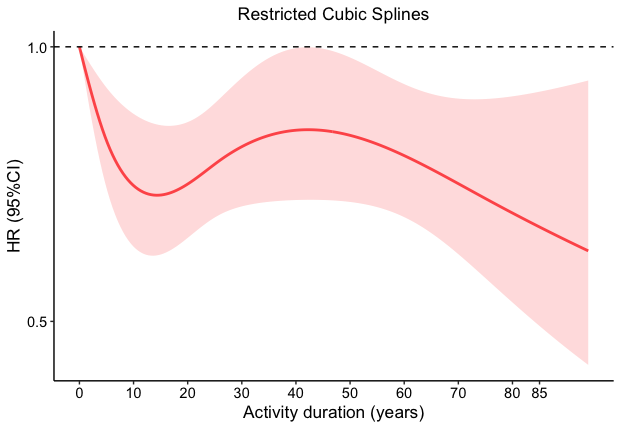 Restricted Cubic Splines
1.0
0.5
HR (95%CI)
0 10 20 30 40 50 60 70 80 85
Activity duration (years)